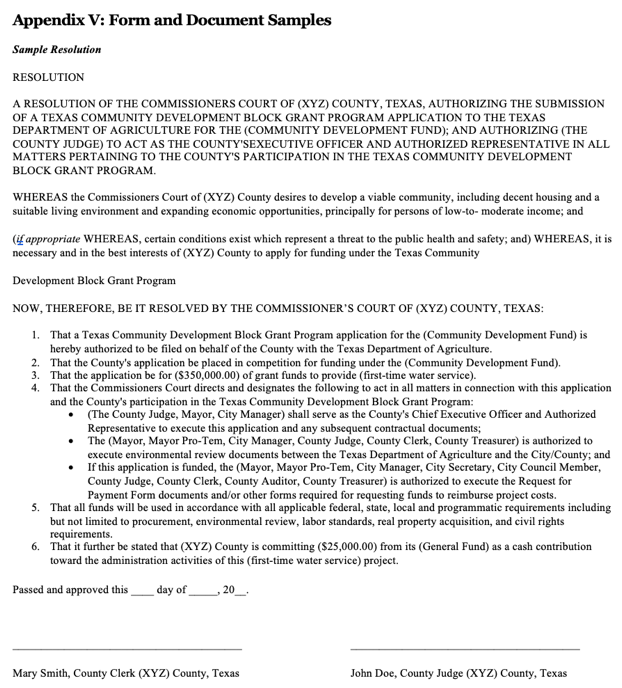 Appendix V: Form and Document Samples
Sample Resolution
RESOLUTION
A RESOLUTION OF THE COMMISSIONERS COURT OF (XYZ) COUNTY, TEXAS, AUTHORIZING THE SUBMISSION
OF A TEXAS COMMUNITY DEVELOPMENT BLOCK GRANT PROGRAM APPLICATION TO THE TEXAS
DEPARTMENT OF AGRICULTURE FOR THE (COMMUNITY DEVELOPMENT FUND); AND AUTHORIZING (THE
COUNTY JUDGE) TO ACT AS THE COUNTY'SEXECUTIVE OFFICER AND AUTHORIZED REPRESENTATIVE IN ALL
MATTERS PERTAINING TO THE COUNTY'S PARTICIPATION IN THE TEXAS COMMUNITY DEVELOPMENT
BLOCK GRANT PROGRAM.
WHEREAS the Commissioners Court of (XYZ) County desires to develop a viable community, including decent housing and a
suitable living environment and expanding economic opportunities, principally for persons of low-to- moderate income; and
(if appropriate WHEREAS, certain conditions exist which represent a threat to the public health and safety; and) WHEREAS, it is
necessary and in the best interests of (XYZ) County to apply for funding under the Texas Community
Development Block Grant Program
NOW, THEREFORE, BE IT RESOLVED BY THE COMMISSIONER'S COURT OF (XYZ) COUNTY, TEXAS:
1. That a Texas Community Development Block Grant Program application for the (Community Development Fund) is
hereby authorized to be filed on behalf of the County with the Texas Department of Agriculture.
2. That the County's application be placed in competition for funding under the (Community Development Fund).
3. That the application be for ($350,000.00) of grant funds to provide (first-time water service).
4. That the Commissioners Court directs and designates the following to act in all matters in connection with this application
and the County's participation in the Texas Community Development Block Grant Program:
• (The County Judge, Mayor, City Manager) shall serve as the County's Chief Executive Officer and Authorized
Representative to execute this application and any subsequent contractual documents;
• The (Mayor, Mayor Pro-Tem, City Manager, County Judge, County Clerk, County Treasurer) is authorized to
execute environmental review documents between the Texas Department of Agriculture and the City/County; and
• If this application is funded, the (Mayor, Mayor Pro-Tem, City Manager, City Secretary, City Council Member,
County Judge, County Clerk, County Auditor, County Treasurer) is authorized to execute the Request for
Payment Form documents and/or other forms required for requesting funds to reimburse project costs.
5. That all funds will be used in accordance with all applicable federal, state, local and programmatic requirements including
but not limited to procurement, environmental review, labor standards, real property acquisition, and civil rights
requirements.
6. That it further be stated that (XYZ) County is committing ($25,000.00) from its (General Fund) as a cash contribution
toward the administration activities of this (first-time water service) project.
Passed and approved this ____ day of _____, 20__.
Mary Smith, County Clerk (XYZ) County, Texas
John Doe, County Judge (XYZ) County, Texas